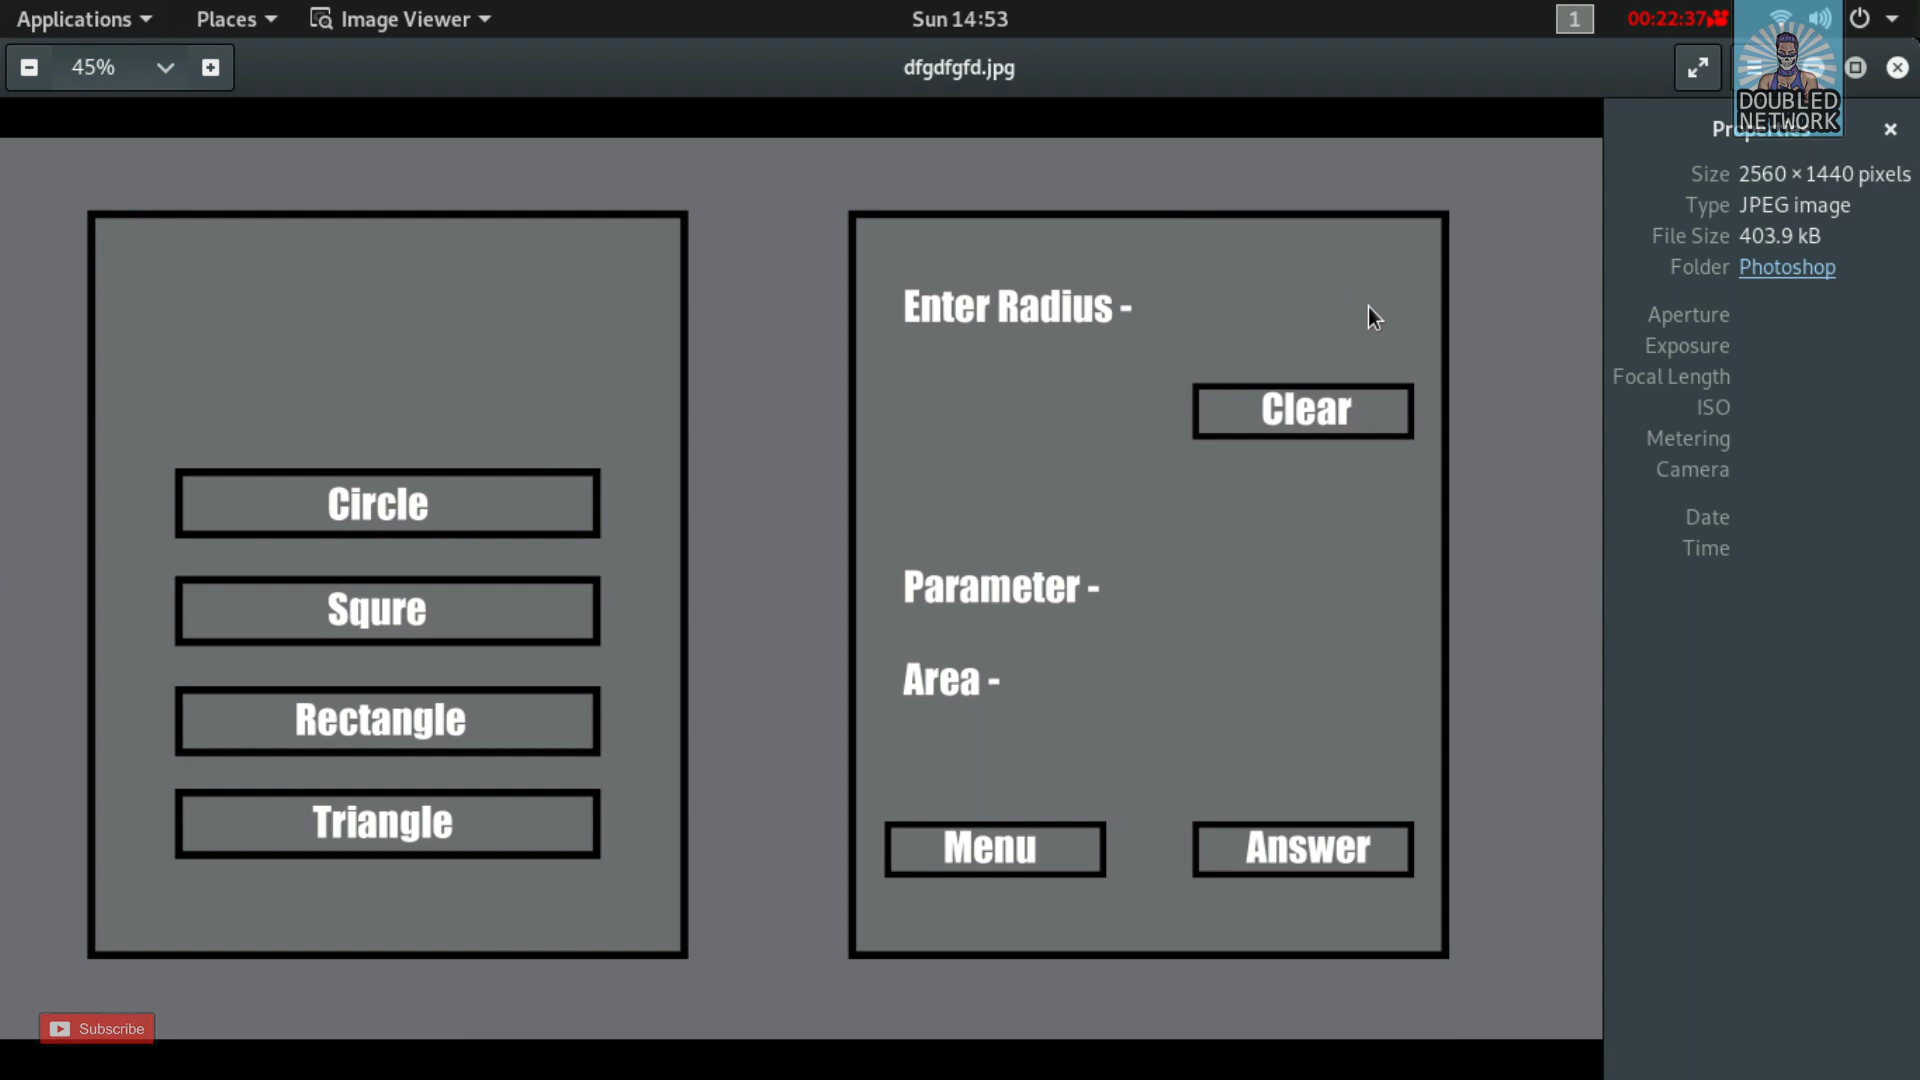 Applications Places Image Viewer Sun 14:53 1 00:22:37
45% dfgdfgfd.jpg
DOUBLED
NETWORK
Properties
Size 2560 × 1440 pixels
Type JPEG image
File Size 403.9 kB
Folder Photoshop
Aperture
Exposure
Focal Length
ISO
Metering
Camera
Date
Time
Circle
Squre
Rectangle
Triangle
Enter Radius -
Clear
Parameter -
Area -
Menu
Answer
Subscribe